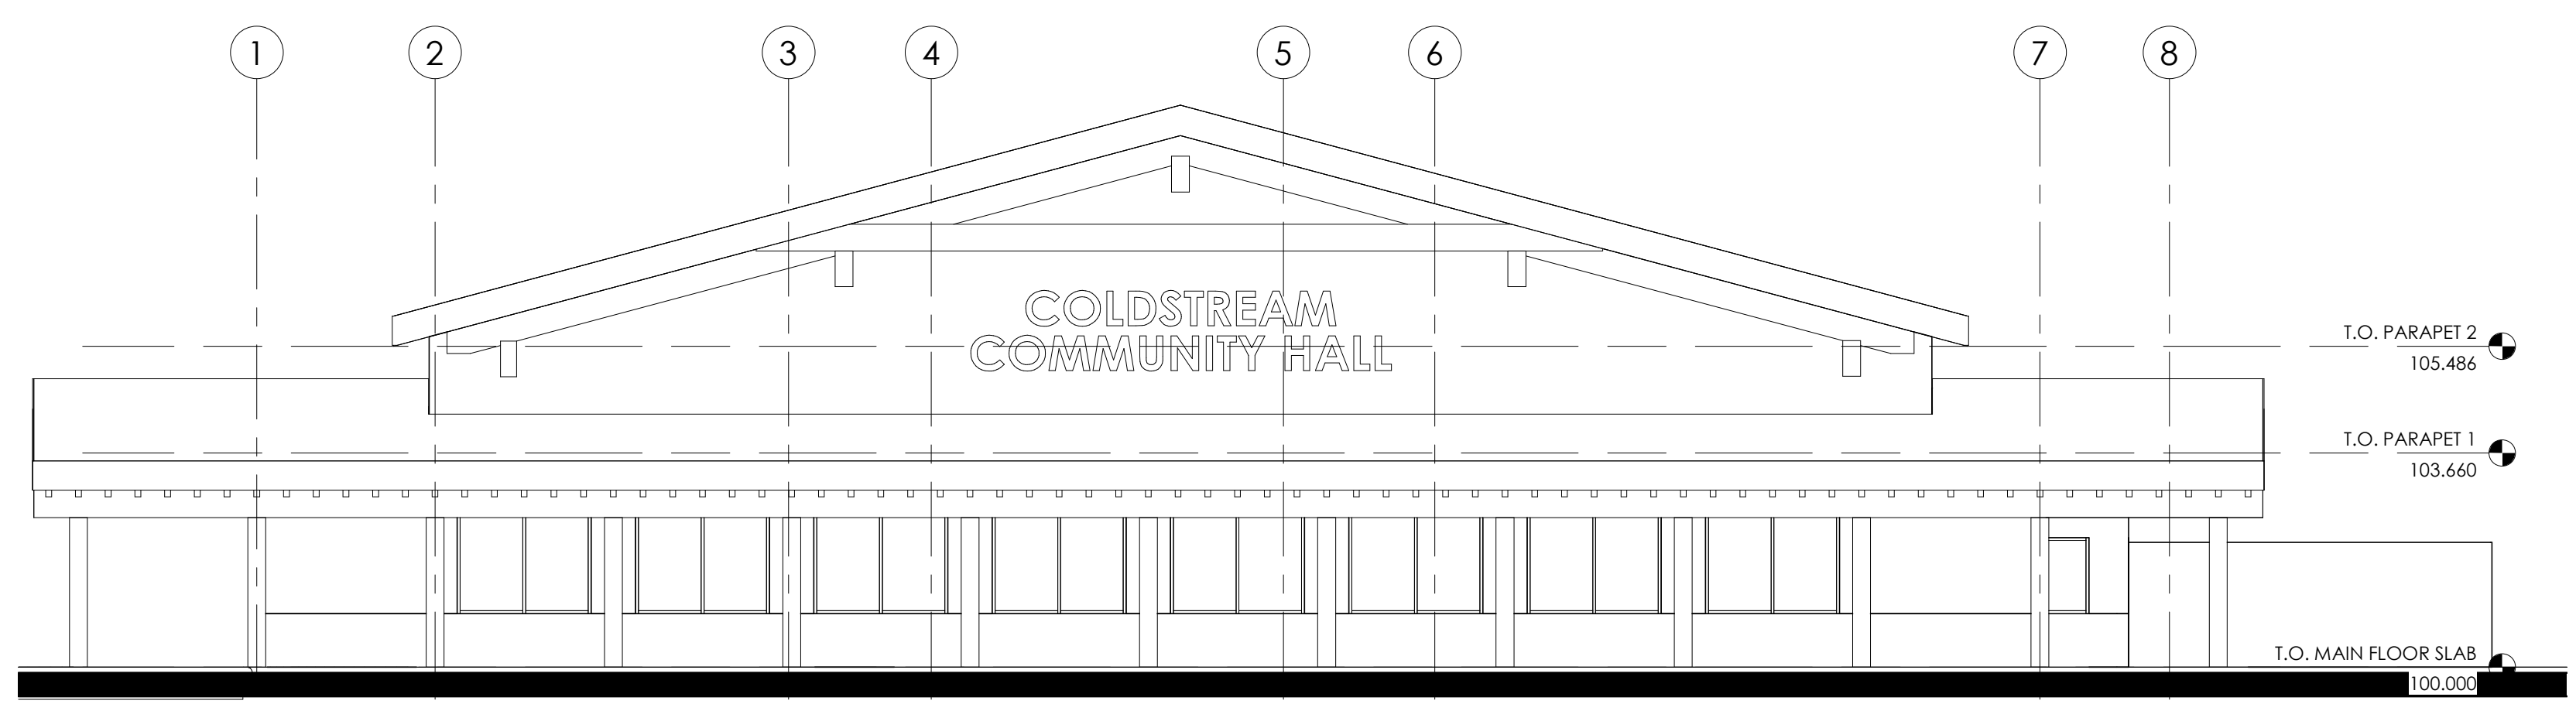 1 2 3 4 5 6 7 8
COLDSTREAM
COMMUNITY HALL
T.O. PARAPET 2
105.486
T.O. PARAPET 1
103.660
T.O. MAIN FLOOR SLAB
100.000